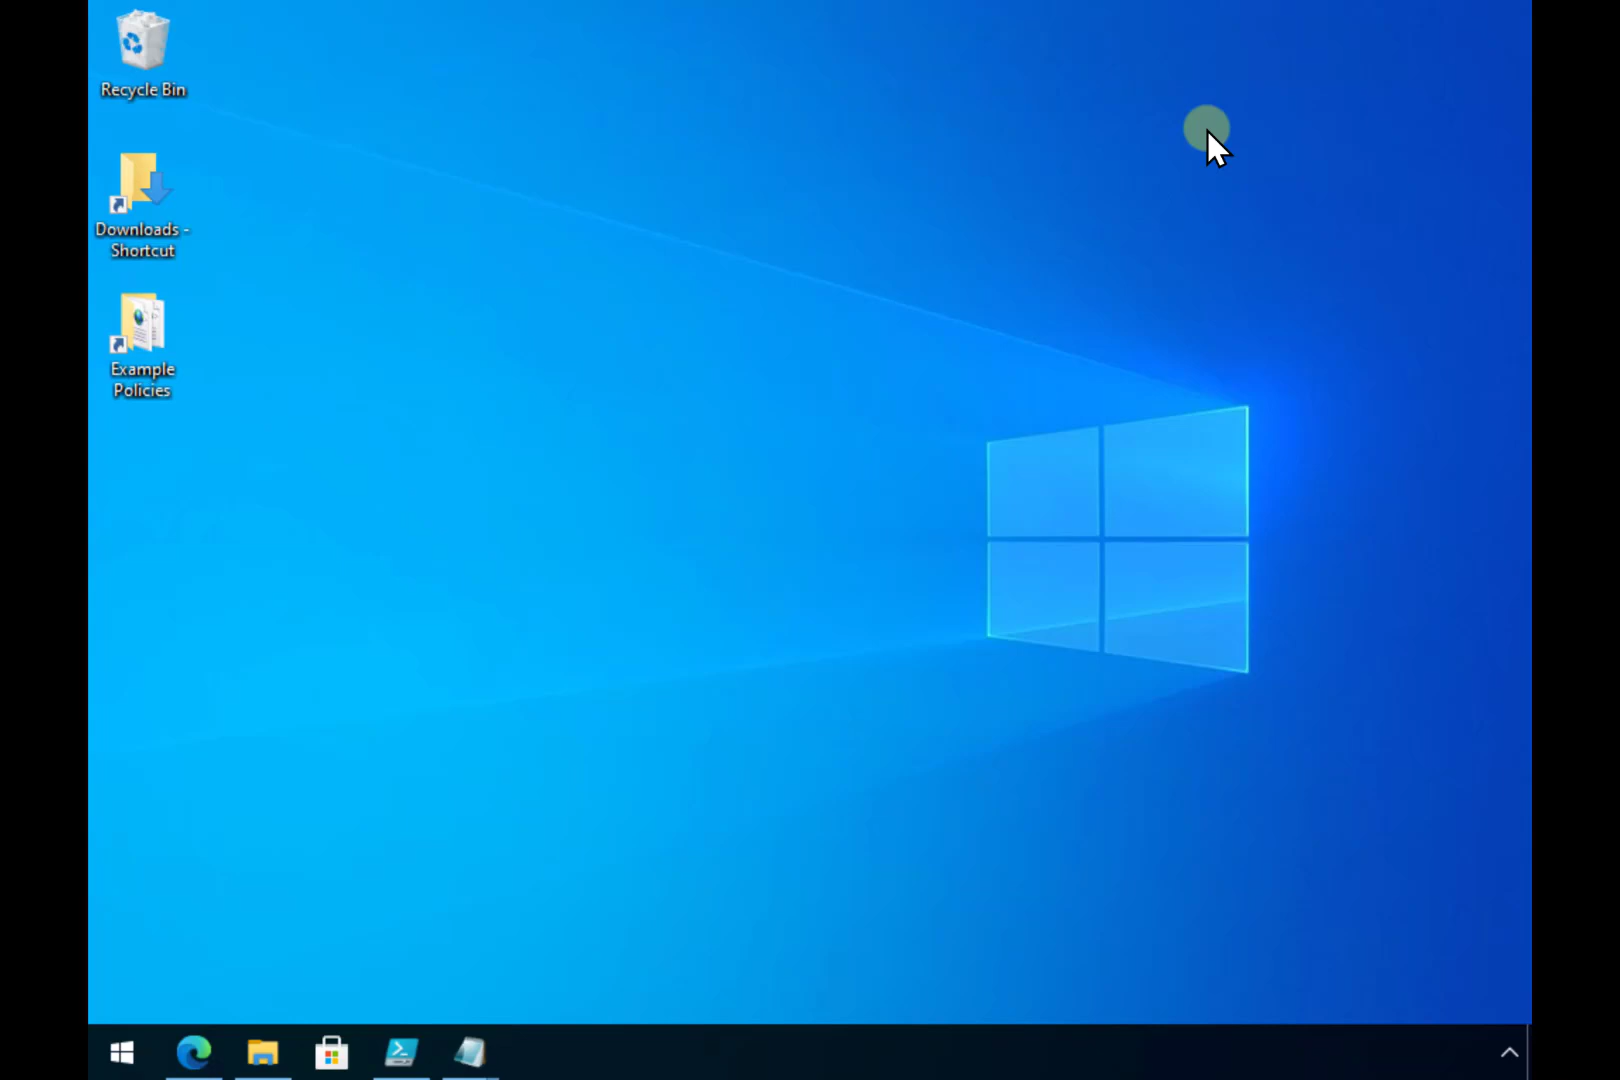 Recycle Bin
Downloads -
Shortcut
Example
Policies